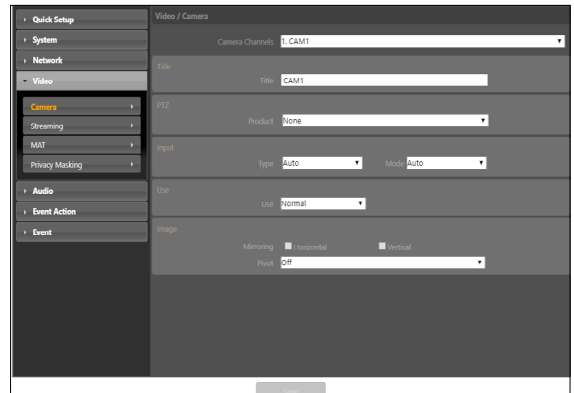 Quick Setup
System
Network
Video
Camera
Streaming
MAT
Privacy Masking
Audio
Event Action
Event
Video / Camera
Camera Channels 1. CAM1
Title
Title CAM1
PTZ
Product None
Input
Type Auto Mode Auto
Use
Use Normal
Image
Mirroring Horizontal Vertical
Pivot Off
Save